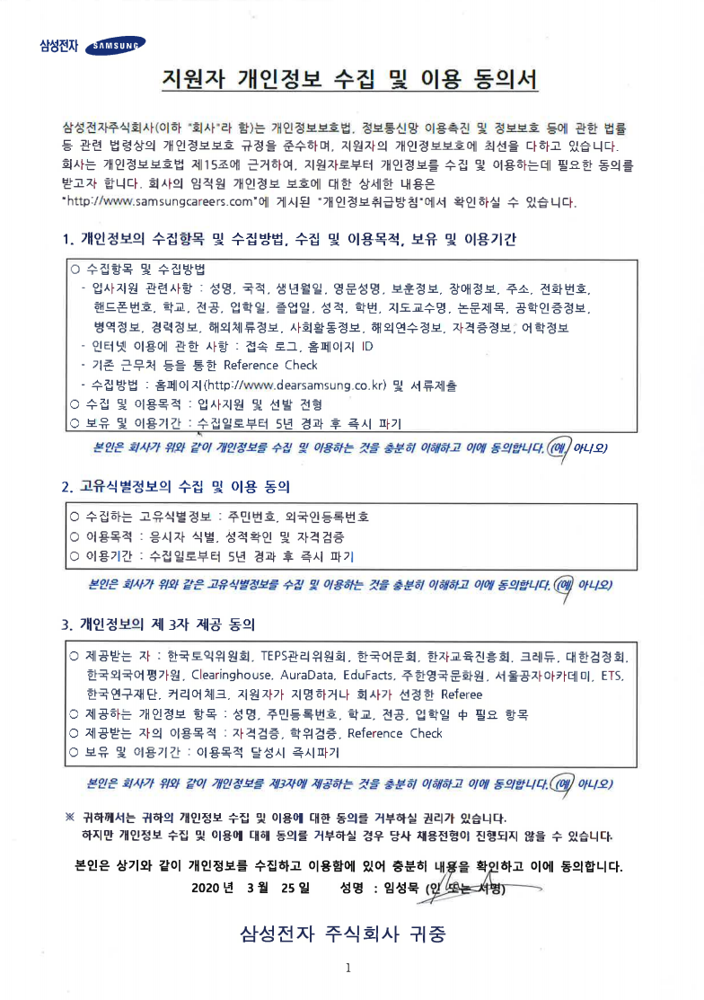 삼성전자 SAMSUNG
지원자 개인정보 수집 및 이용 동의서
삼성전자주식회사(이하 "회사"라 함)는 개인정보보호법, 정보통신망 이용촉진 및 정보보호 등에 관한 법률
등 관련 법령상의 개인정보보호 규정을 준수하며, 지원자의 개인정보보호에 최선을 다하고 있습니다.
회사는 개인정보보호법 제15조에 근거하여, 지원자로부터 개인정보를 수집 및 이용하는데 필요한 동의를
받고자 합니다. 회사의 임직원 개인정보 보호에 대한 상세한 내용은
"http://www.samsungcareers.com"에 게시된 "개인정보취급방침"에서 확인하실 수 있습니다.
1. 개인정보의 수집항목 및 수집방법, 수집 및 이용목적, 보유 및 이용기간
○ 수집항목 및 수집방법
- 입사지원 관련사항 : 성명, 국적, 생년월일, 영문성명, 보훈정보, 장애정보, 주소, 전화번호,
핸드폰번호, 학교, 전공, 입학일, 졸업일, 성적, 학번, 지도교수명, 논문제목, 공학인증정보,
병역정보, 경력정보, 해외체류정보, 사회활동정보, 해외연수정보, 자격증정보, 어학정보
- 인터넷 이용에 관한 사항 : 접속 로그, 홈페이지 ID
- 기존 근무처 등을 통한 Reference Check
- 수집방법 : 홈페이지(http://www.dearsamsung.co.kr) 및 서류제출
○ 수집 및 이용목적 : 입사지원 및 선발 전형
○ 보유 및 이용기간 : 수집일로부터 5년 경과 후 즉시 파기
본인은 회사가 위와 같이 개인정보를 수집 및 이용하는 것을 충분히 이해하고 이에 동의합니다. (예, 아니오)
2. 고유식별정보의 수집 및 이용 동의
○ 수집하는 고유식별정보 : 주민번호, 외국인등록번호
○ 이용목적 : 응시자 식별, 성적확인 및 자격검증
○ 이용기간 : 수집일로부터 5년 경과 후 즉시 파기
본인은 회사가 위와 같은 고유식별정보를 수집 및 이용하는 것을 충분히 이해하고 이에 동의합니다. (예, 아니오)
3. 개인정보의 제 3자 제공 동의
○ 제공받는 자 : 한국토익위원회, TEPS관리위원회, 한국어문회, 한자교육진흥회, 크레듀, 대한검정회,
한국외국어평가원, Clearinghouse, AuraData, EduFacts, 주한영국문화원, 서울공자아카데미, ETS,
한국연구재단, 커리어체크, 지원자가 지명하거나 회사가 선정한 Referee
○ 제공하는 개인정보 항목 : 성명, 주민등록번호, 학교, 전공, 입학일 中 필요 항목
○ 제공받는 자의 이용목적 : 자격검증, 학위검증, Reference Check
○ 보유 및 이용기간 : 이용목적 달성시 즉시파기
본인은 회사가 위와 같이 개인정보를 제3자에 제공하는 것을 충분히 이해하고 이에 동의합니다. (예, 아니오)
※ 귀하께서는 귀하의 개인정보 수집 및 이용에 대한 동의를 거부하실 권리가 있습니다.
하지만 개인정보 수집 및 이용에 대해 동의를 거부하실 경우 당사 채용전형이 진행되지 않을 수 있습니다.
본인은 상기와 같이 개인정보를 수집하고 이용함에 있어 충분히 내용을 확인하고 이에 동의합니다.
2020 년 3 월 25 일 성명 : 임성묵 (인 또는 서명)
삼성전자 주식회사 귀중
1